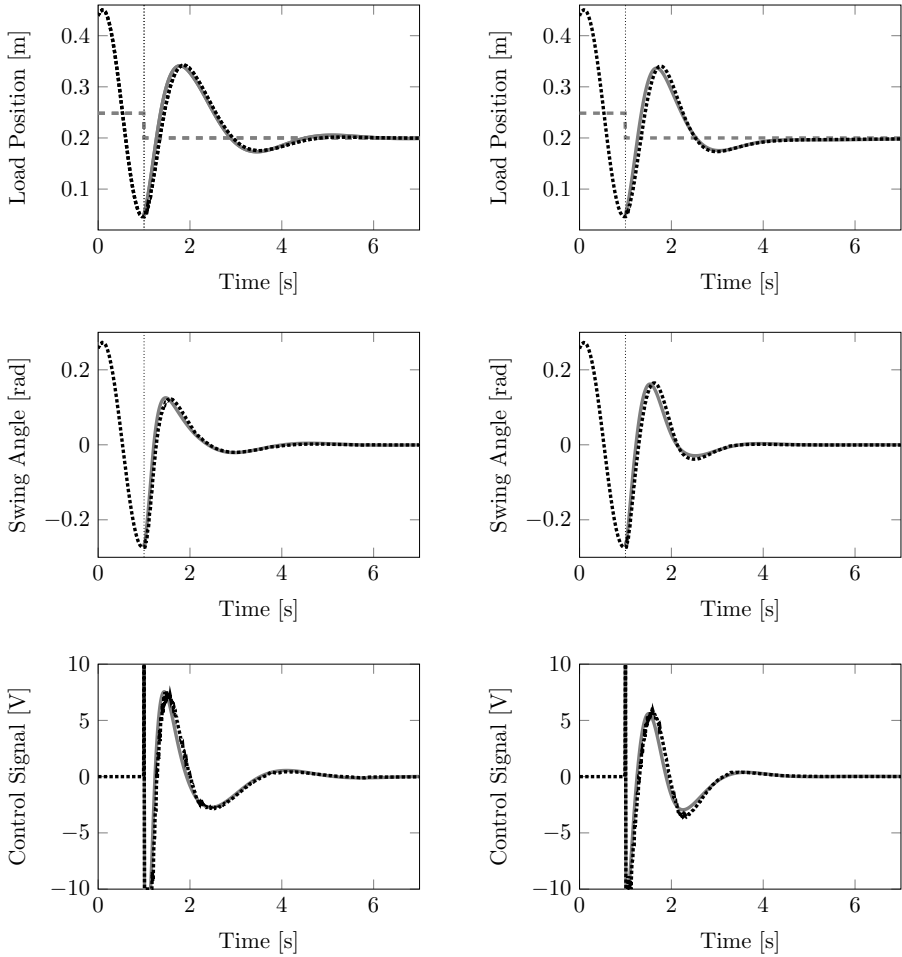 0.4
0.3
0.2
0.1
Load Position [m]
0 2 4 6
Time [s]
0.4
0.3
0.2
0.1
Load Position [m]
0 2 4 6
Time [s]
0.2
0
−0.2
Swing Angle [rad]
0 2 4 6
Time [s]
0.2
0
−0.2
Swing Angle [rad]
0 2 4 6
Time [s]
10
5
0
−5
−10
Control Signal [V]
0 2 4 6
Time [s]
10
5
0
−5
−10
Control Signal [V]
0 2 4 6
Time [s]